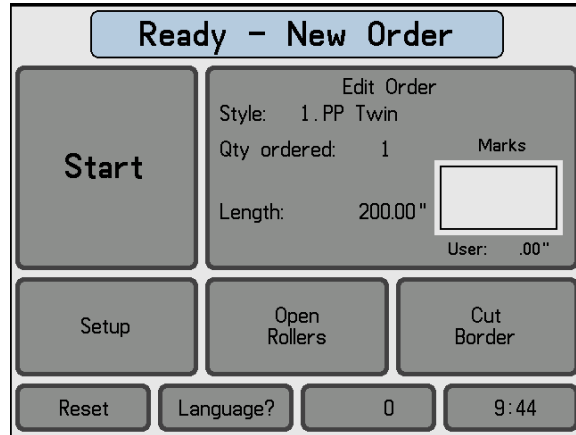 Ready - New Order
Start
Edit Order
Style: 1.PP Twin
Qty ordered: 1
Marks
Length: 200.00"
User: .00"
Setup
Open
Rollers
Cut
Border
Reset
Language?
0
9:44